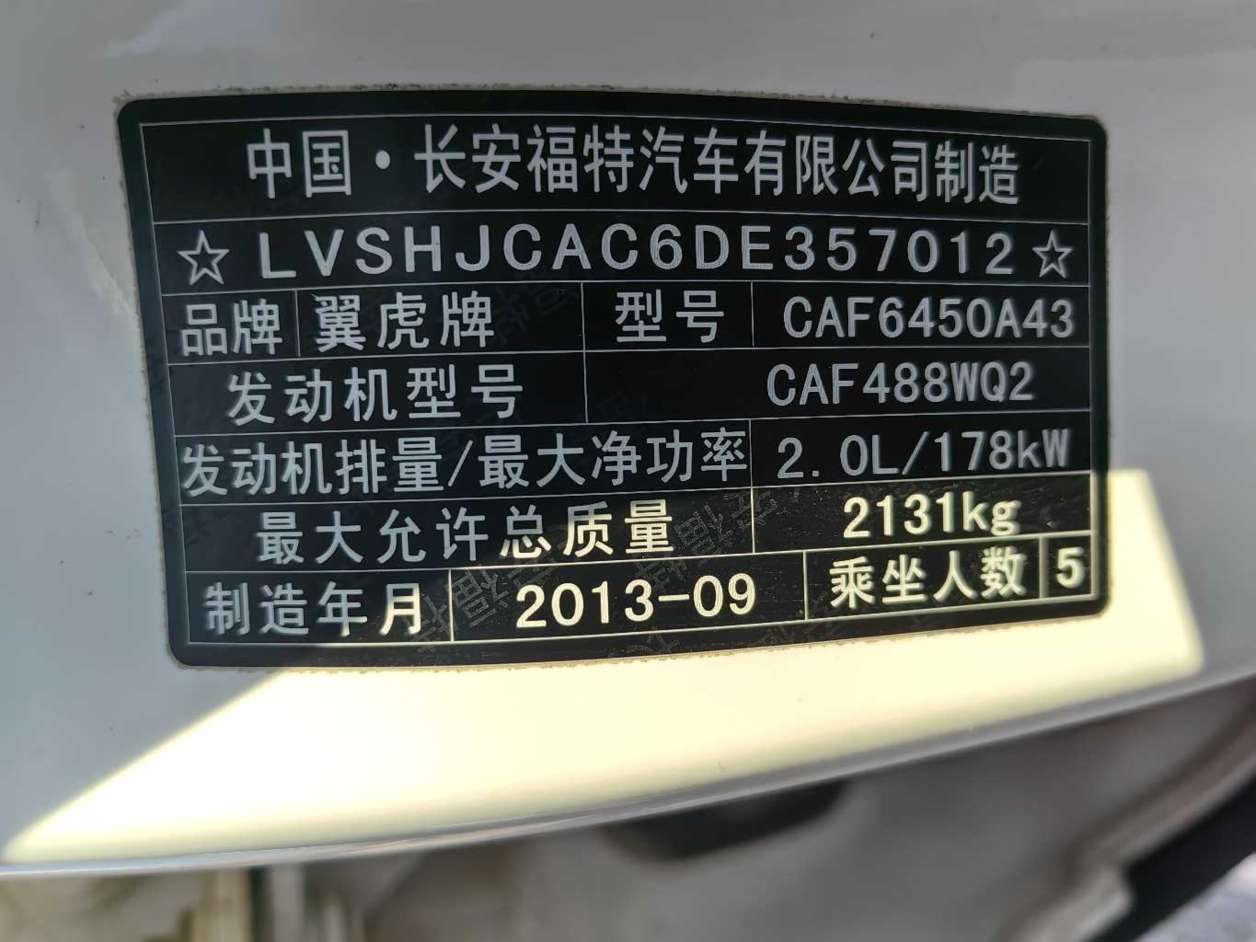 中国·长安福特汽车有限公司制造
☆LVSHJCAC6DE357012☆
品牌 翼虎牌 型号 CAF6450A43
发动机型号 CAF488WQ2
发动机排量/最大净功率 2.0L/178kW
最大允许总质量 2131kg
制造年月 2013-09 乘坐人数 5